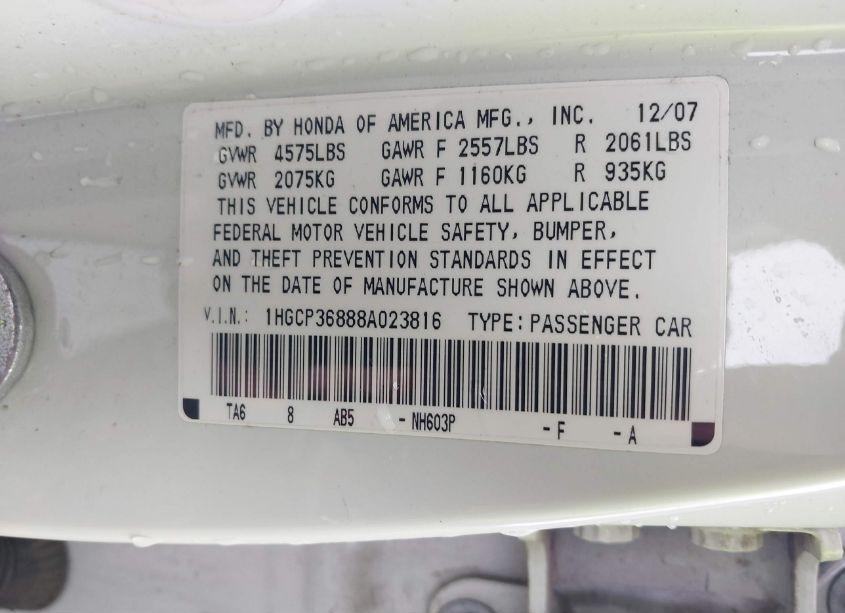 MFD. BY HONDA OF AMERICA MFG., INC. 12/07
GVWR 4575LBS GAWR F 2557LBS R 2061LBS
GVWR 2075KG GAWR F 1160KG R 935KG
THIS VEHICLE CONFORMS TO ALL APPLICABLE
FEDERAL MOTOR VEHICLE SAFETY, BUMPER,
AND THEFT PREVENTION STANDARDS IN EFFECT
ON THE DATE OF MANUFACTURE SHOWN ABOVE.
V.I.N.: 1HGCP36888A023816 TYPE: PASSENGER CAR
TA6 8 AB5 - NH603P - F - A